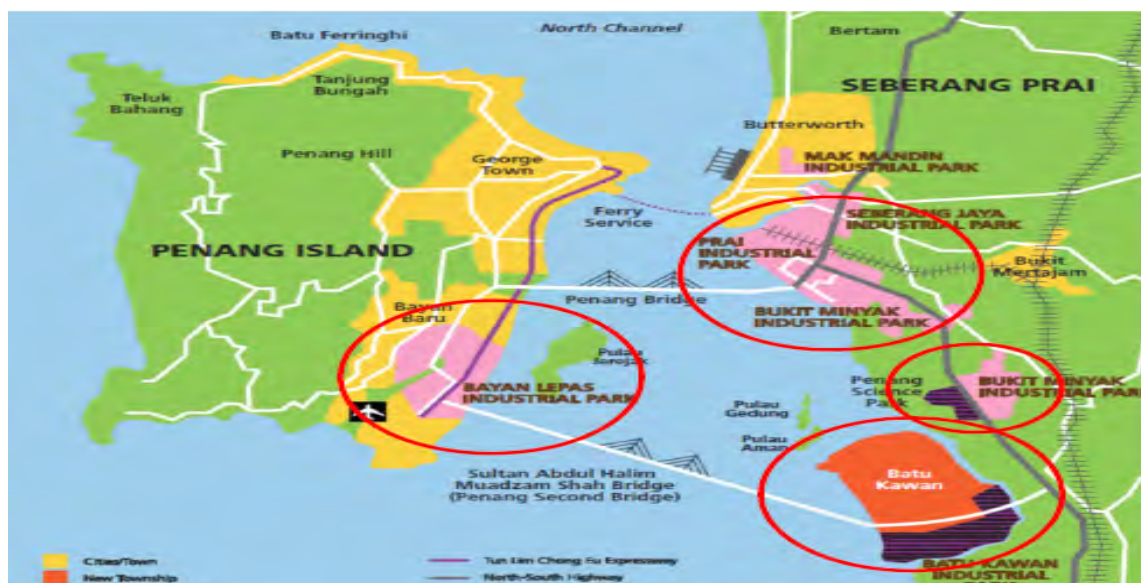 Batu Ferringhi
North Channel
Bertam
Teluk
Bahang
Tanjung
Bungah
SEBERANG PRAI
Butterworth
Penang Hill
George
Town
MAK MANDIN
INDUSTRIAL PARK
Ferry
Service
SEBERANG JAYA
INDUSTRIAL PARK
PENANG ISLAND
PRAI
INDUSTRIAL
PARK
Bukit
Mertajam
Penang Bridge
Bayan
Baru
BUKIT MINYAK
INDUSTRIAL PARK
Pulau
Jerejak
BAYAN LEPAS
INDUSTRIAL PARK
Penang
Science
Park
BUKIT MINYAK
INDUSTRIAL PARK
Pulau
Gedung
Pulau
Aman
Batu
Kawan
Sultan Abdul Halim
Muadzam Shah Bridge
(Penang Second Bridge)
Cities/Town
Tun Lim Chong Eu Expressway
New Township
North-South Highway
BATU KAWAN
INDUSTRIAL